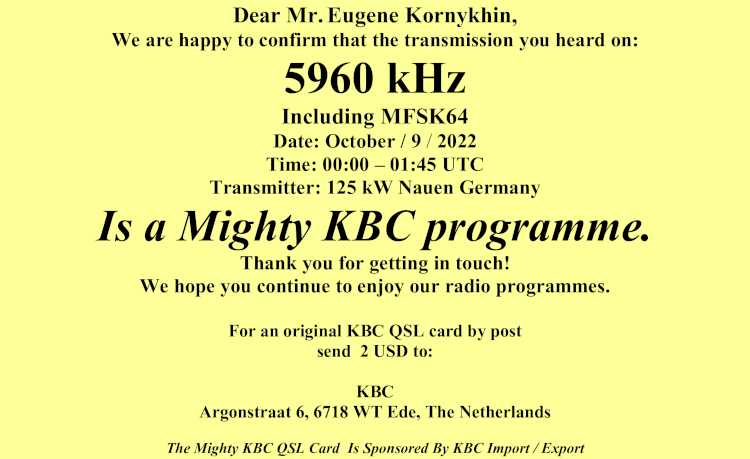 Dear Mr. Eugene Kornykhin,
We are happy to confirm that the transmission you heard on:
5960 kHz
Including MFSK64
Date: October / 9 / 2022
Time: 00:00 – 01:45 UTC
Transmitter: 125 kW Nauen Germany
Is a Mighty KBC programme.
Thank you for getting in touch!
We hope you continue to enjoy our radio programmes.
For an original KBC QSL card by post
send  2 USD to:
KBC
Argonstraat 6, 6718 WT Ede, The Netherlands
The Mighty KBC QSL Card  Is Sponsored By KBC Import / Export